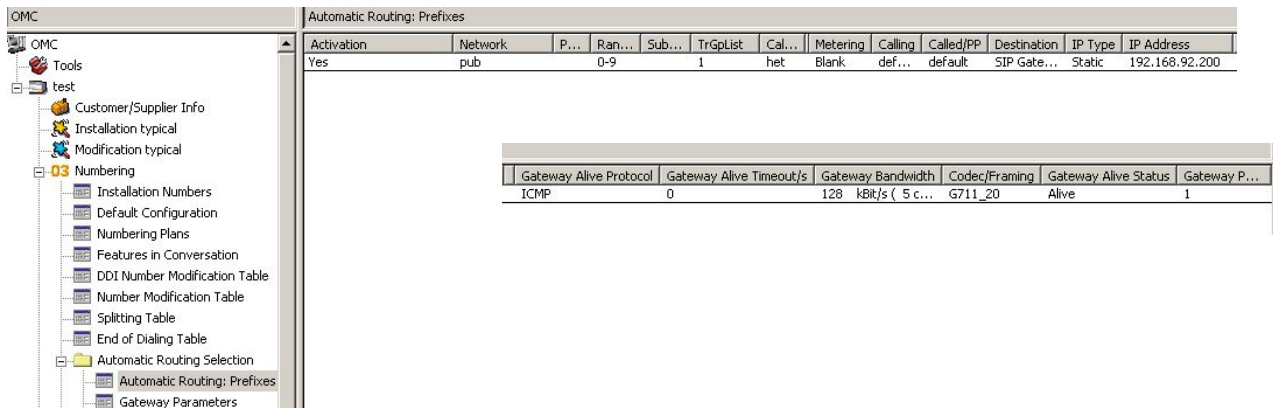 OMC
Automatic Routing: Prefixes
OMC
Tools
test
Customer/Supplier Info
Installation typical
Modification typical
Numbering
Installation Numbers
Default Configuration
Numbering Plans
Features in Conversation
DDI Number Modification Table
Number Modification Table
Splitting Table
End of Dialing Table
Automatic Routing Selection
Automatic Routing: Prefixes
Gateway Parameters
Activation Network P... Ran... Sub... TrGpList Cal... Metering Calling Called/PP Destination IP Type IP Address
Yes pub 0-9 1 het Blank def... default SIP Gate... Static 192.168.92.200
Gateway Alive Protocol Gateway Alive Timeout/s Gateway Bandwidth Codec/Framing Gateway Alive Status Gateway P...
ICMP 0 128 kBit/s ( 5 c... G711_20 Alive 1